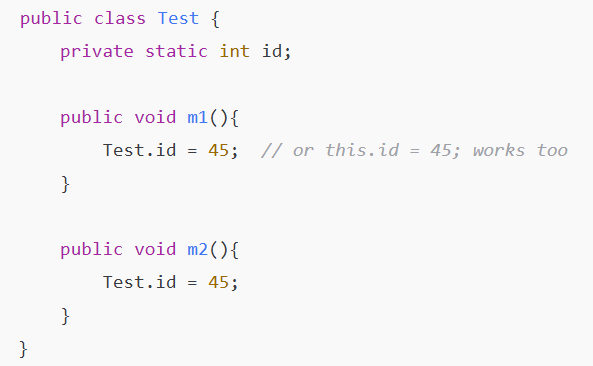 public class Test {
    private static int id;

    public void m1(){
        Test.id = 45;  // or this.id = 45; works too
    }

    public void m2(){
        Test.id = 45;
    }
}